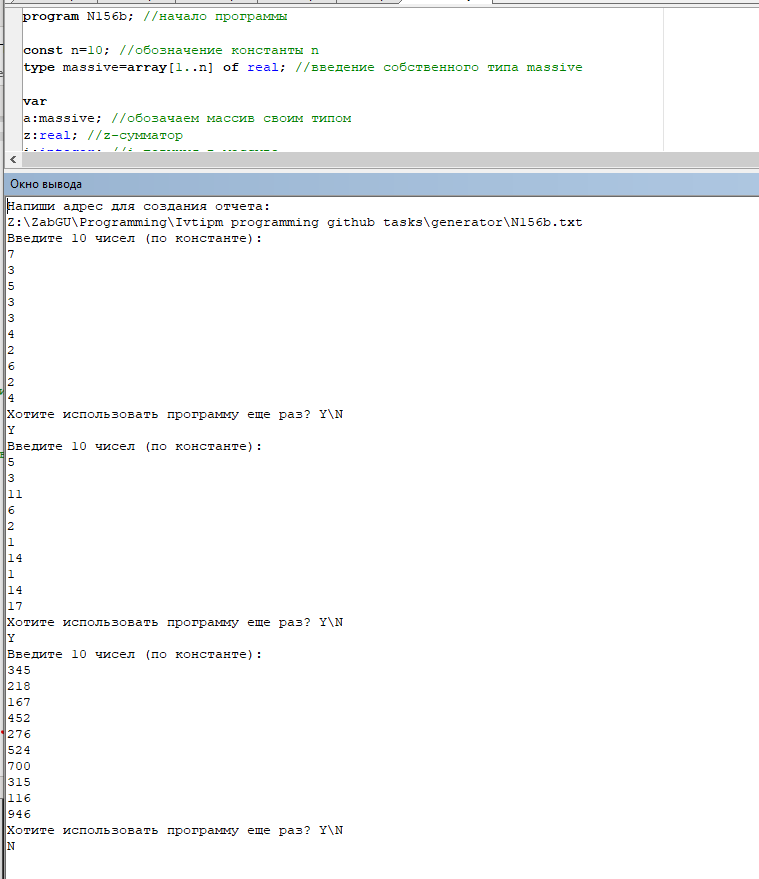 program N156b; //начало программы
const n=10; //обозначение константы n
type massive=array[1..n] of real; //введение собственного типа massive
var
a:massive; //обозачаем массив своим типом
z:real; //z-сумматор
Окно вывода
Напиши адрес для создания отчета:
Z:\ZabGU\Programming\Ivtipm programming github tasks\generator\N156b.txt
Введите 10 чисел (по константе):
7
3
5
3
3
4
2
6
2
4
Хотите использовать программу еще раз? Y\N
Y
Введите 10 чисел (по константе):
5
3
11
6
2
1
14
1
14
17
Хотите использовать программу еще раз? Y\N
Y
Введите 10 чисел (по константе):
345
218
167
452
276
524
700
315
116
946
Хотите использовать программу еще раз? Y\N
N